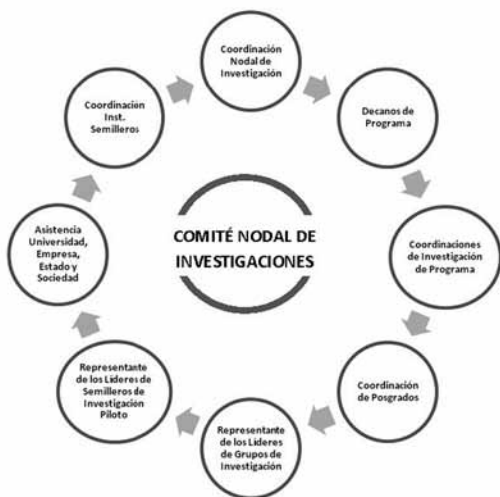 Coordinación
Nodal de
Investigación
Decanos de
Programa
Coordinaciones
de Investigación
de Programa
Coordinación
de Posgrados
Representante
de los Lideres
de Grupos de
Investigación
Representante
de los Lideres de
Semilleros de
Investigación
Piloto
Asistencia
Universidad,
Empresa,
Estado y
Sociedad
Coordinación
Inst.
Semilleros
COMITÉ NODAL DE
INVESTIGACIONES